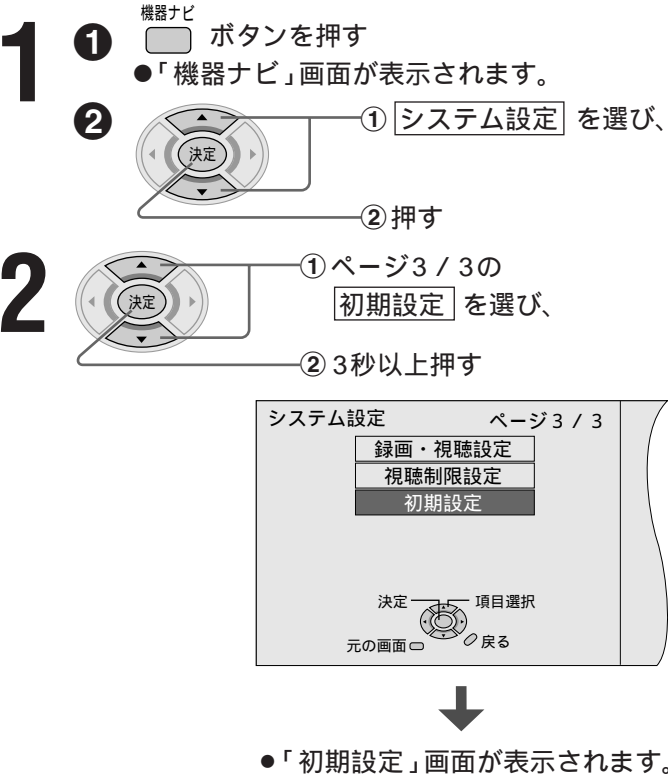 1
❶ 機器ナビ
ボタンを押す
●「機器ナビ」画面が表示されます。
❷ 決定 ① システム設定 を選び、
② 押す
2
決定 ① ページ3/3の
初期設定 を選び、
② 3秒以上押す
システム設定 ページ3/3
録画・視聴設定
視聴制限設定
初期設定
決定 項目選択
元の画面 戻る
●「初期設定」画面が表示されます。